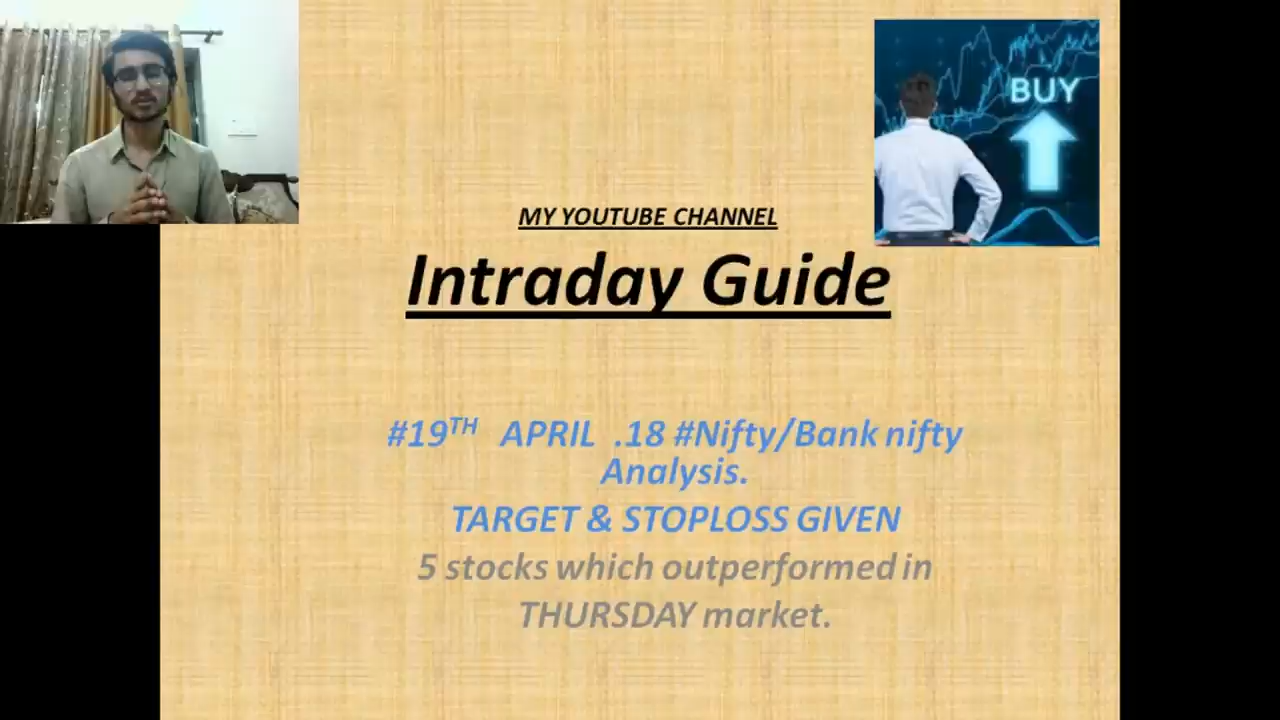 BUY
MY YOUTUBE CHANNEL
Intraday Guide
#19TH APRIL .18 #Nifty/Bank nifty
Analysis.
TARGET & STOPLOSS GIVEN
5 stocks which outperformed in
THURSDAY market.